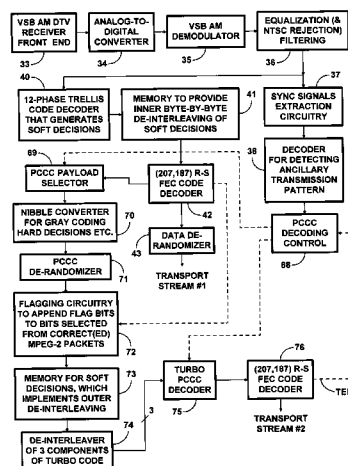 VSB AM DTV
RECEIVER
FRONT END
33
ANALOG-TO-
DIGITAL
CONVERTER
34
VSB AM
DEMODULATOR
35
EQUALIZATION (&
NTSC REJECTION)
FILTERING
36
40
12-PHASE TRELLIS
CODE DECODER
THAT GENERATES
SOFT DECISIONS
MEMORY TO PROVIDE
INNER BYTE-BY-BYTE
DE-INTERLEAVING
OF SOFT DECISIONS
41
37
SYNC SIGNALS
EXTRACTION
CIRCUITRY
38
DECODER
FOR DETECTING
ANCILLARY
TRANSMISSION
PATTERN
69
PCCC PAYLOAD
SELECTOR
(207,187) R-S
FEC CODE
DECODER
42
NIBBLE CONVERTER
FOR GRAY CODING
HARD DECISIONS ETC.
70
DATA DE-
RANDOMIZER
43
TRANSPORT
STREAM #1
PCCC
DECODING
CONTROL
68
PCCC
DE-RANDOMIZER
71
FLAGGING CIRCUITRY
TO APPEND FLAG BITS
TO BITS SELECTED
FROM CORRECT(ED)
MPEG-2 PACKETS
72
MEMORY FOR SOFT
DECISIONS, WHICH
IMPLEMENTS OUTER
DE-INTERLEAVING
73
DE-INTERLEAVER
OF 3 COMPONENTS
OF TURBO CODE
74
3
TURBO
PCCC
DECODER
75
76
(207,187) R-S
FEC CODE
DECODER
TRANSPORT
STREAM #2